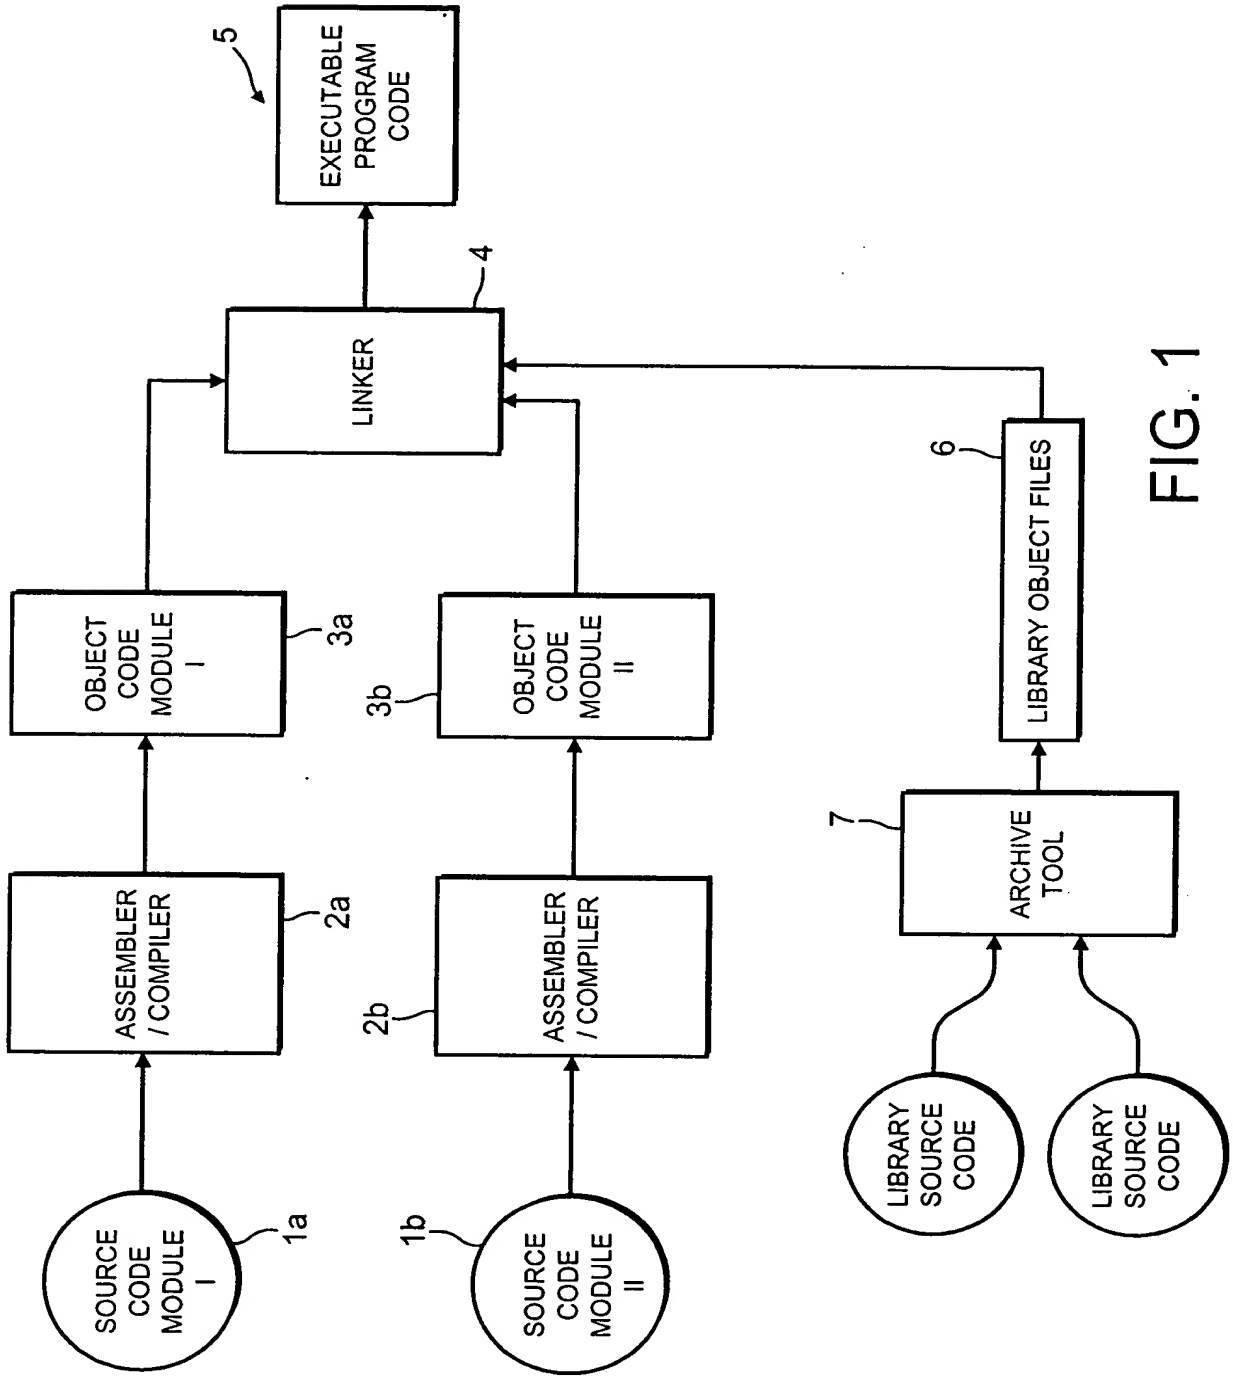 SOURCE
CODE
MODULE
I
1a
ASSEMBLER
/ COMPILER
2a
OBJECT
CODE
MODULE
I
3a
LINKER
4
EXECUTABLE
PROGRAM
CODE
5
SOURCE
CODE
MODULE
II
1b
ASSEMBLER
/ COMPILER
2b
OBJECT
CODE
MODULE
II
3b
LIBRARY
SOURCE
CODE
LIBRARY
SOURCE
CODE
ARCHIVE
TOOL
7
LIBRARY OBJECT FILES
6
FIG. 1